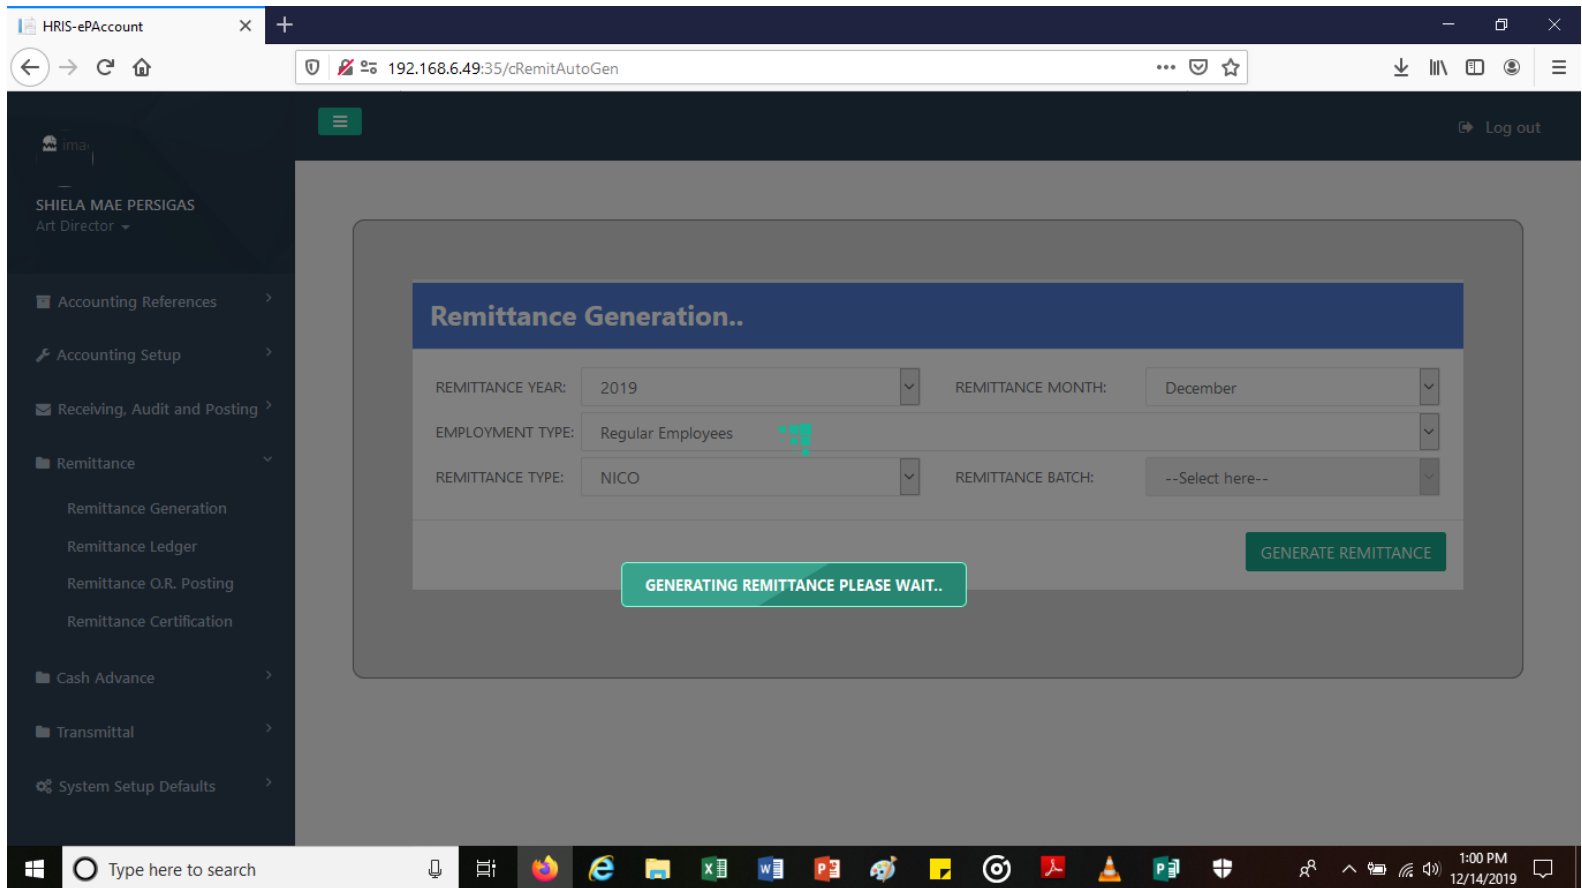 HRIS-ePAccount
192.168.6.49:35/cRemitAutoGen
Log out
SHIELA MAE PERSIGAS
Art Director
Accounting References
Accounting Setup
Receiving, Audit and Posting
Remittance
Remittance Generation
Remittance Ledger
Remittance O.R. Posting
Remittance Certification
Cash Advance
Transmittal
System Setup Defaults
Remittance Generation..
REMITTANCE YEAR: 2019 REMITTANCE MONTH: December
EMPLOYMENT TYPE: Regular Employees
REMITTANCE TYPE: NICO REMITTANCE BATCH: --Select here--
GENERATE REMITTANCE
GENERATING REMITTANCE PLEASE WAIT..
Type here to search
1:00 PM
12/14/2019